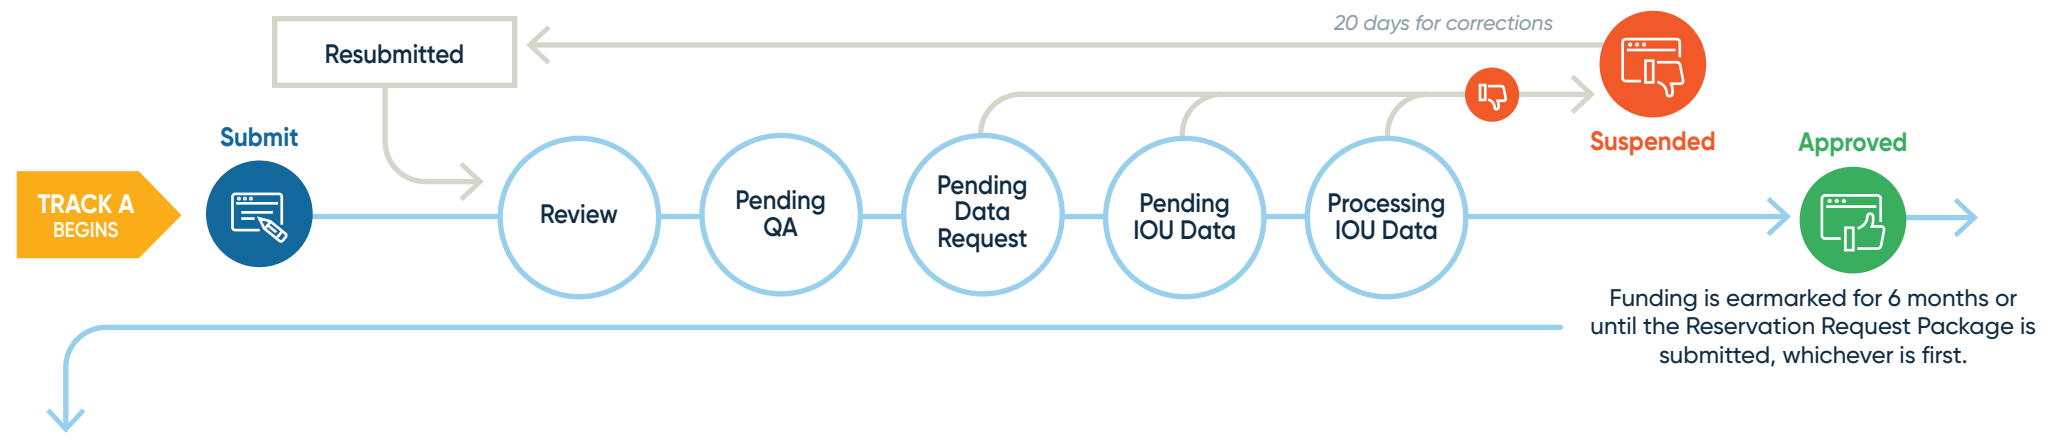 20 days for corrections
Resubmitted
Submit
Suspended
Approved
TRACK A
BEGINS
Review
Pending
QA
Pending
Data
Request
Pending
IOU Data
Processing
IOU Data
Funding is earmarked for 6 months or
until the Reservation Request Package is
submitted, whichever is first.